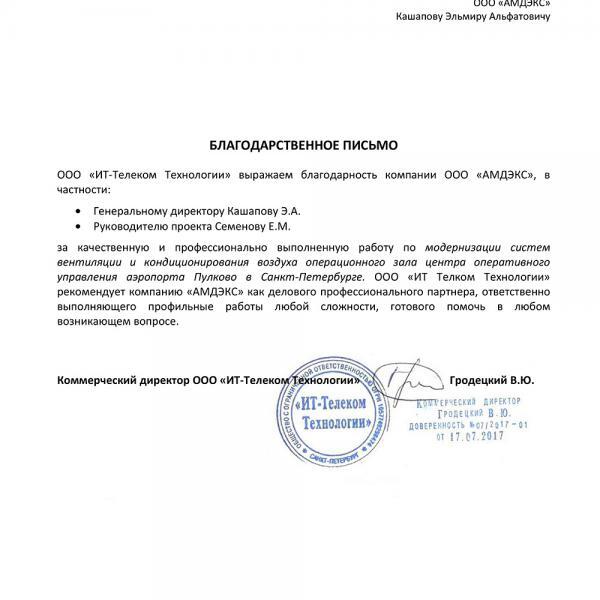 ООО «АМДЭКС»
Кашапову Эльмиру Альфатовичу
БЛАГОДАРСТВЕННОЕ ПИСЬМО
ООО «ИТ-Телеком Технологии» выражаем благодарность компании ООО «АМДЭКС», в
частности:
• Генеральному директору Кашапову Э.А.
• Руководителю проекта Семенову Е.М.
за качественную и профессионально выполненную работу по модернизации систем
вентиляции и кондиционирования воздуха операционного зала центра оперативного
управления аэропорта Пулково в Санкт-Петербурге. ООО «ИТ Телком Технологии»
рекомендует компанию «АМДЭКС» как делового профессионального партнера, ответственно
выполняющего профильные работы любой сложности, готового помочь в любом
возникающем вопросе.
Коммерческий директор ООО «ИТ-Телеком Технологии» Гродецкий В.Ю.
ОБЩЕСТВО С ОГРАНИЧЕННОЙ ОТВЕТСТВЕННОСТЬЮ
«ИТ-Телеком
Технологии»
САНКТ-ПЕТЕРБУРГ
КОММЕРЧЕСКИЙ ДИРЕКТОР
ГРОДЕЦКИЙ В.Ю.
ДОВЕРЕННОСТЬ №07/2017-01
ОТ 17.07.2017